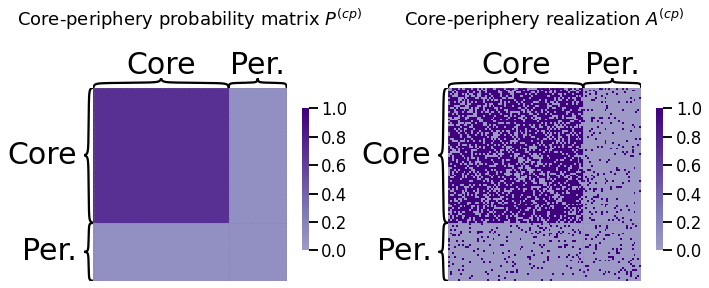 Core-periphery probability matrix P^(cp)
Core Per.
Core
Per.
1.0
0.8
0.6
0.4
0.2
0.0
Core-periphery realization A^(cp)
Core Per.
Core
Per.
1.0
0.8
0.6
0.4
0.2
0.0